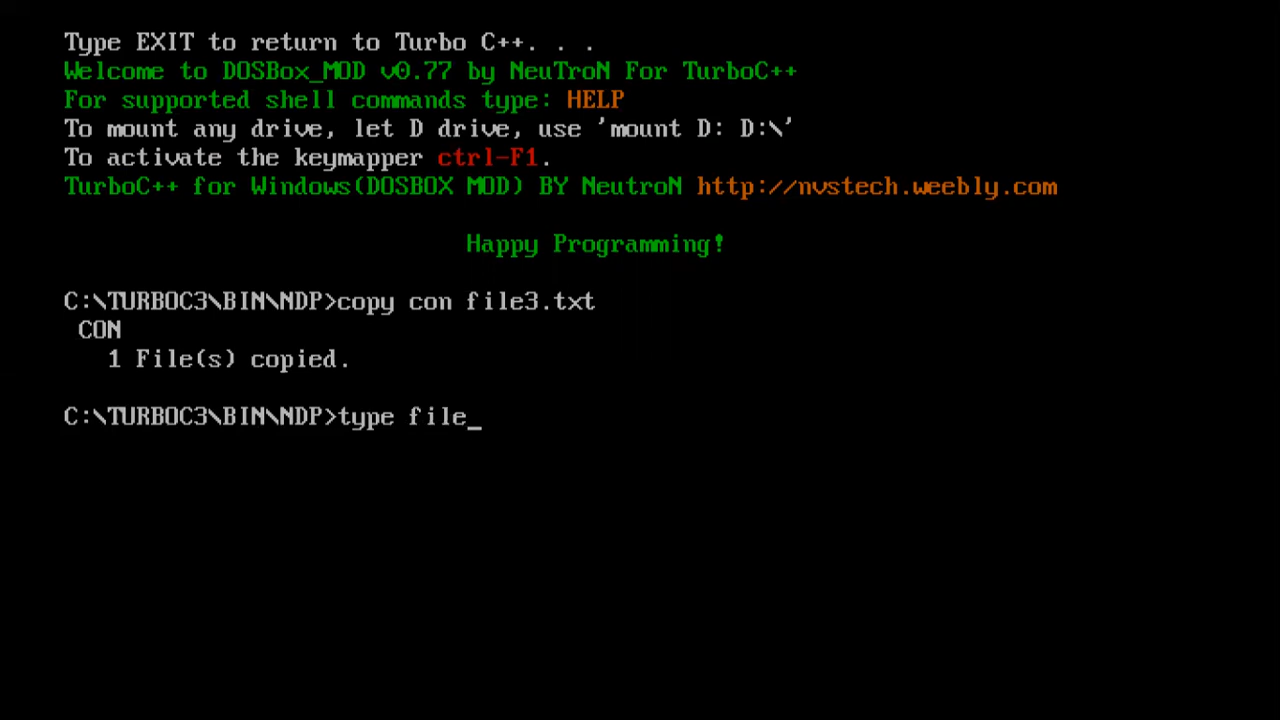 Type EXIT to return to Turbo C++. . .
Welcome to DOSBox_MOD v0.77 by NeuTroN For TurboC++
For supported shell commands type: HELP
To mount any drive, let D drive, use 'mount D: D:\'
To activate the keymapper ctrl-F1.
TurboC++ for Windows(DOSBOX MOD) BY NeutroN http://nvstech.weebly.com
Happy Programming!
C:\TURBOC3\BIN\NDP>copy con file3.txt
CON
1 File(s) copied.
C:\TURBOC3\BIN\NDP>type file_